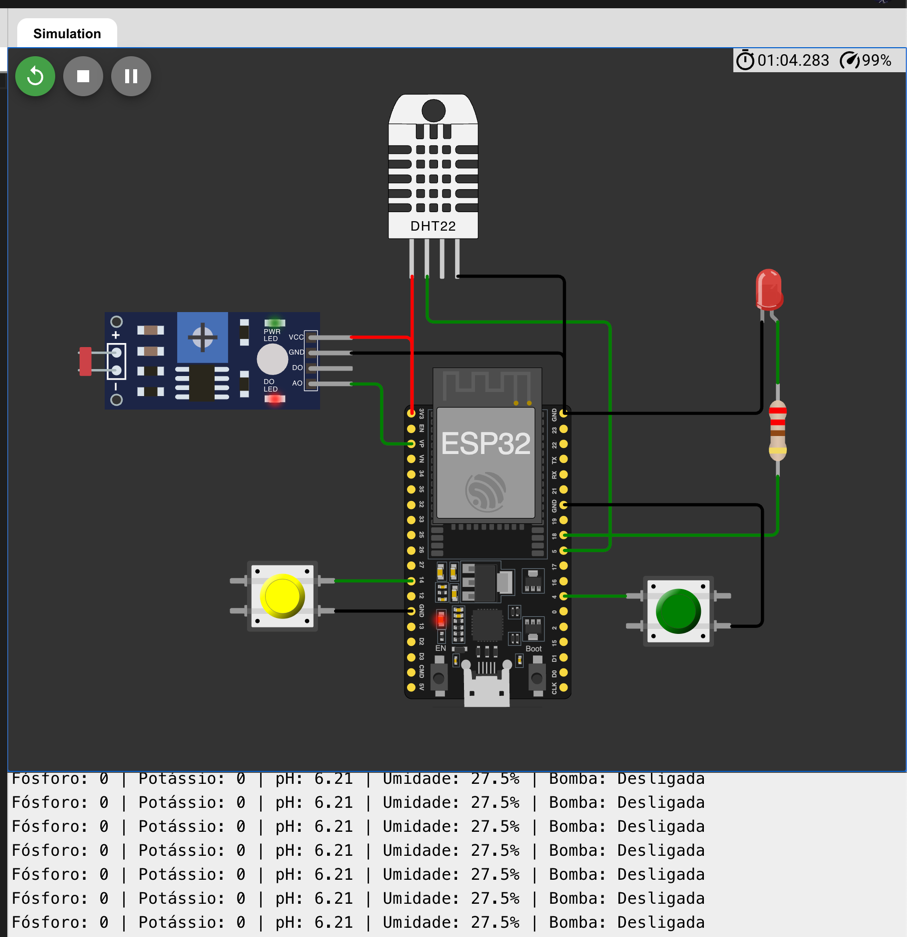 Simulation
01:04.283 99%
DHT22
+
PWR
LED
VCC
GND
DO
DO
LED
AO
-
ESP32
3V3
EN
VP
VN
34
35
32
33
25
26
27
14
12
GND
13
D2
D3
CMD
5V
GND
23
22
TX
RX
21
GND
19
18
5
17
16
4
0
2
15
D1
D0
CLK
EN
Boot
Fósforo: 0 | Potássio: 0 | pH: 6.21 | Umidade: 27.5% | Bomba: Desligada
Fósforo: 0 | Potássio: 0 | pH: 6.21 | Umidade: 27.5% | Bomba: Desligada
Fósforo: 0 | Potássio: 0 | pH: 6.21 | Umidade: 27.5% | Bomba: Desligada
Fósforo: 0 | Potássio: 0 | pH: 6.21 | Umidade: 27.5% | Bomba: Desligada
Fósforo: 0 | Potássio: 0 | pH: 6.21 | Umidade: 27.5% | Bomba: Desligada
Fósforo: 0 | Potássio: 0 | pH: 6.21 | Umidade: 27.5% | Bomba: Desligada
Fósforo: 0 | Potássio: 0 | pH: 6.21 | Umidade: 27.5% | Bomba: Desligada